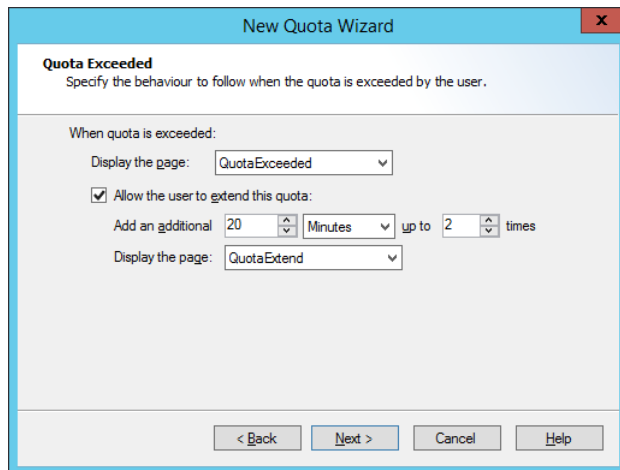 New Quota Wizard
x
Quota Exceeded
Specify the behaviour to follow when the quota is exceeded by the user.
When quota is exceeded:
Display the page: QuotaExceeded
Allow the user to extend this quota:
Add an additional 20 Minutes up to 2 times
Display the page: QuotaExtend
< Back Next > Cancel Help